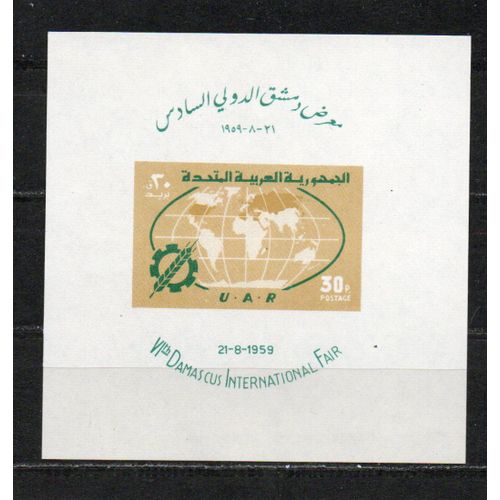 معرض دمشق الدولي السادس
٢١-٨-١٩٥٩
الجمهورية العربية المتحدة
٣٠ ق.
بريد
30 P.
POSTAGE
U.A.R
21-8-1959
VIth DAMASCUS INTERNATIONAL FAIR